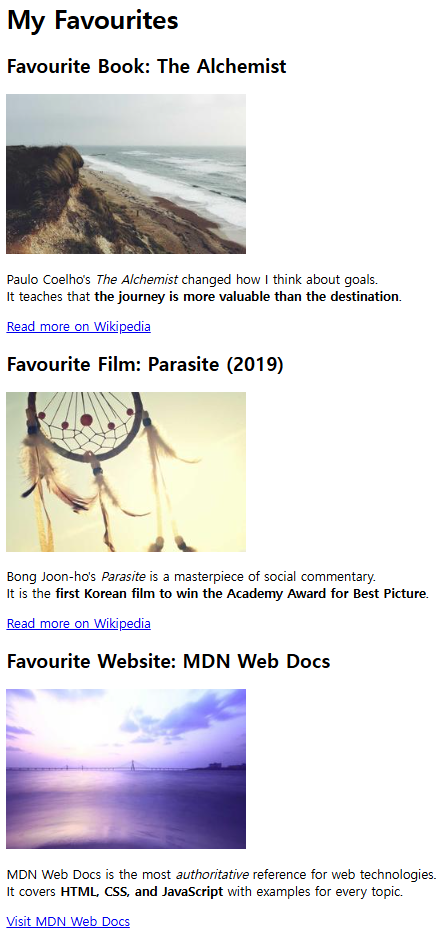 My Favourites
Favourite Book: The Alchemist
Paulo Coelho's The Alchemist changed how I think about goals.
It teaches that the journey is more valuable than the destination.
Read more on Wikipedia
Favourite Film: Parasite (2019)
Bong Joon-ho's Parasite is a masterpiece of social commentary.
It is the first Korean film to win the Academy Award for Best Picture.
Read more on Wikipedia
Favourite Website: MDN Web Docs
MDN Web Docs is the most authoritative reference for web technologies.
It covers HTML, CSS, and JavaScript with examples for every topic.
Visit MDN Web Docs